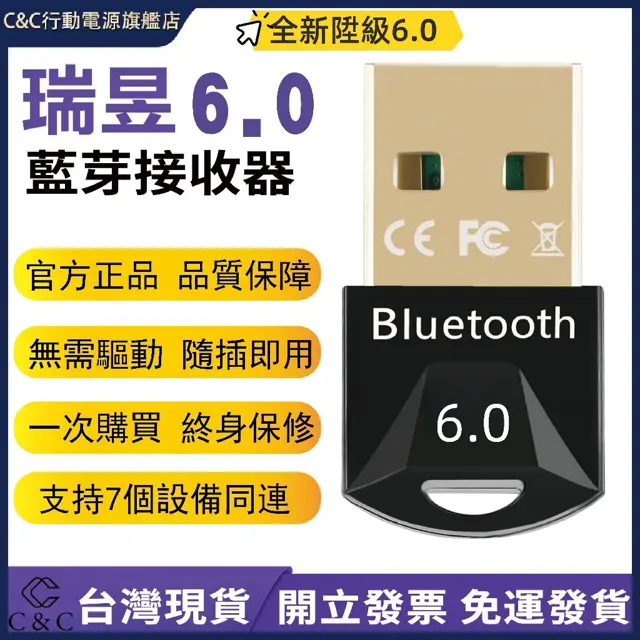 C&C行動電源旗艦店
全新陞級6.0
瑞昱6.0
藍芽接收器
官方正品 品質保障
無需驅動 隨插即用
一次購買 終身保修
支持7個設備同連
CE FC
Bluetooth
6.0
C&C
台灣現貨 開立發票 免運發貨